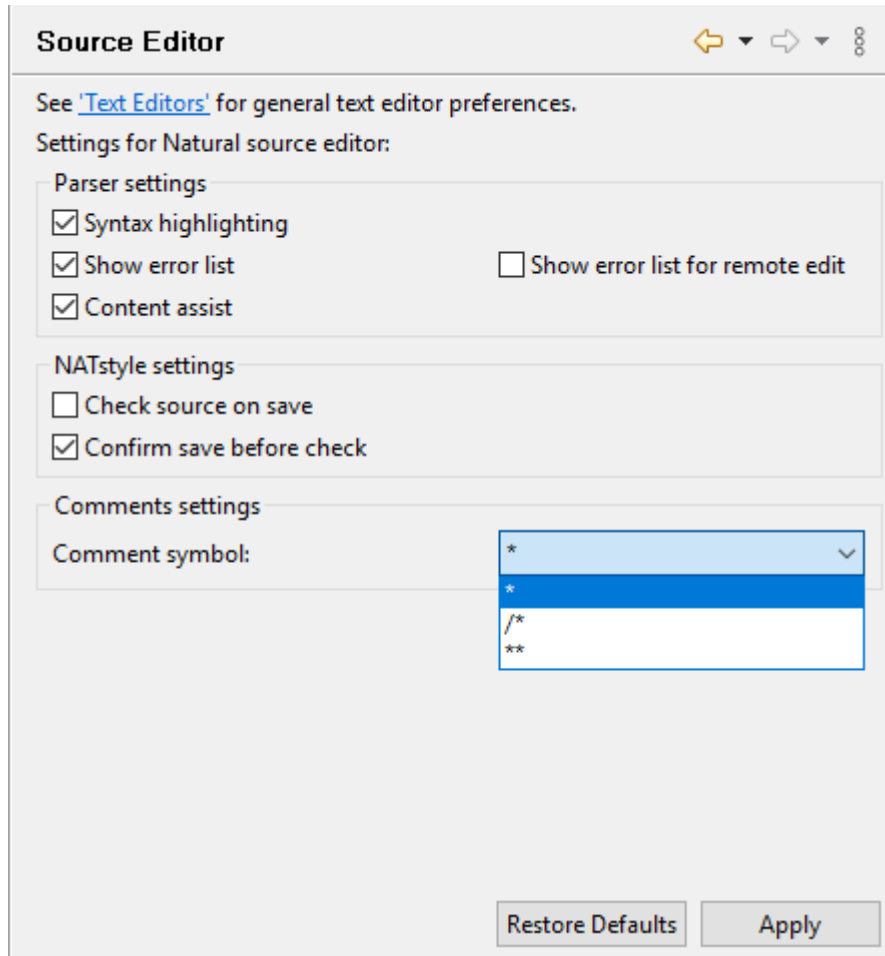 Source Editor
See 'Text Editors' for general text editor preferences.
Settings for Natural source editor:
Parser settings
Syntax highlighting
Show error list
Show error list for remote edit
Content assist
NATstyle settings
Check source on save
Confirm save before check
Comments settings
Comment symbol:
*
*
/*
**
Restore Defaults
Apply